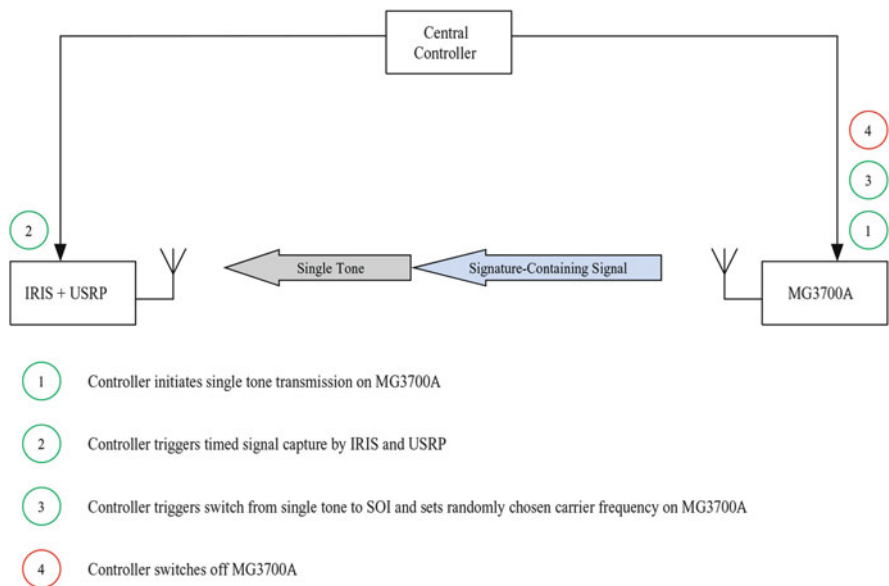 Central
Controller
4
3
2
1
Single Tone
Signature-Containing Signal
IRIS + USRP
MG3700A
1 Controller initiates single tone transmission on MG3700A
2 Controller triggers timed signal capture by IRIS and USRP
3 Controller triggers switch from single tone to SOI and sets randomly chosen carrier frequency on MG3700A
4 Controller switches off MG3700A